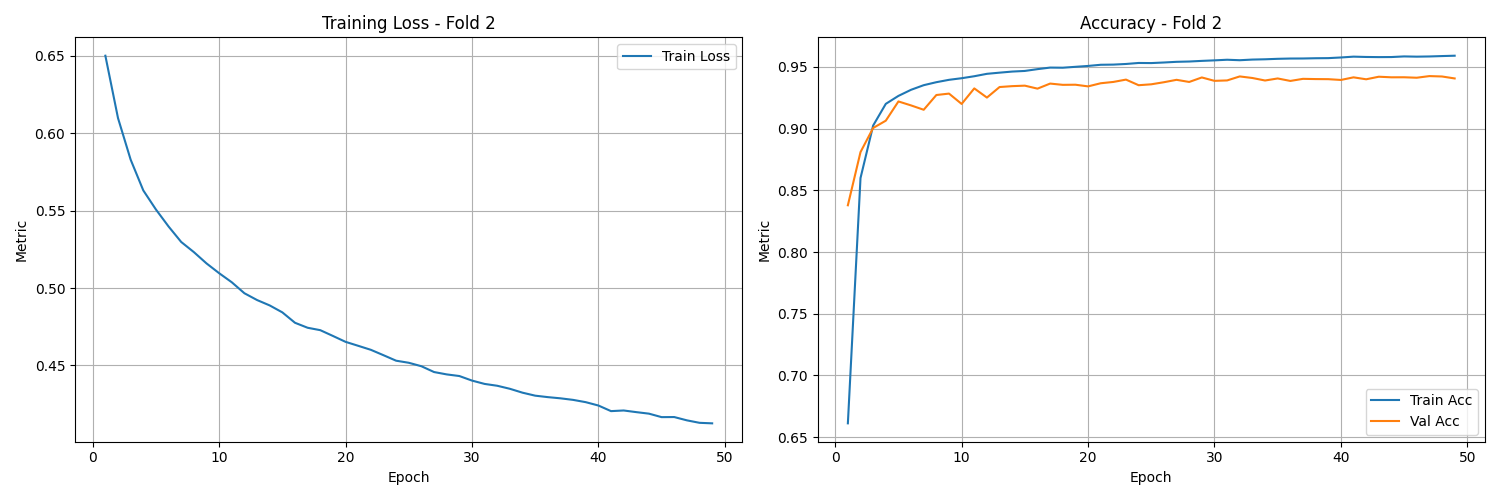 Training Loss - Fold 2
Train Loss
0.65
0.60
0.55
0.50
0.45
Metric
0 10 20 30 40 50
Epoch
Accuracy - Fold 2
0.95
0.90
0.85
0.80
0.75
0.70
0.65
Metric
Train Acc
Val Acc
0 10 20 30 40 50
Epoch